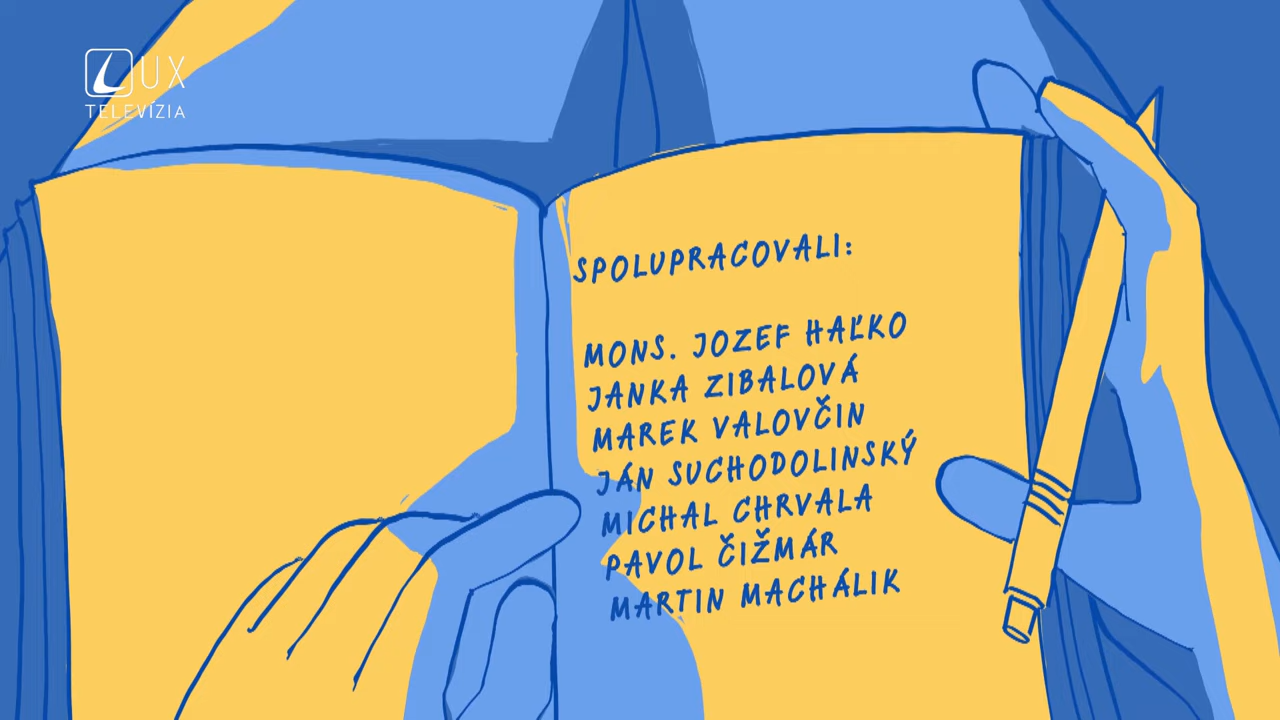 LUX
TELEVÍZIA
SPOLUPRACOVALI:
MONS. JOZEF HAĽKO
JANKA ZIBALOVÁ
MAREK VALOVČIN
JÁN SUCHODOLINSKÝ
MICHAL CHRVALA
PAVOL ČIŽMÁR
MARTIN MACHÁLIK